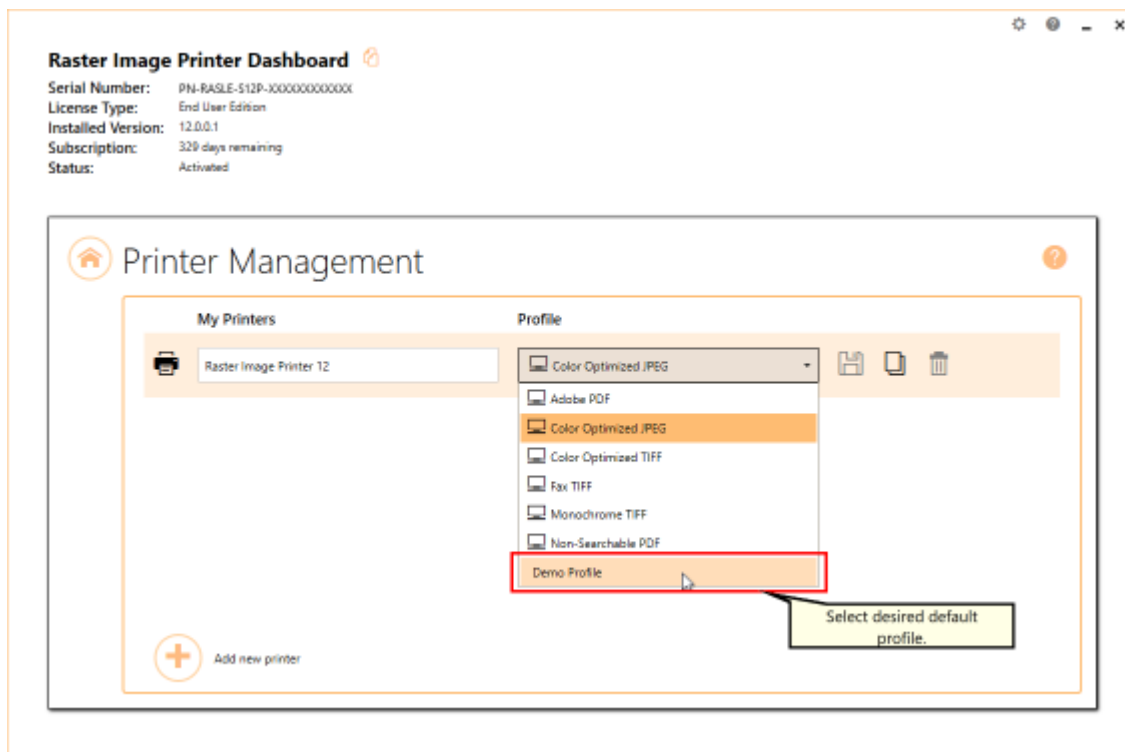 Raster Image Printer Dashboard
Serial Number: PN-RASLE-S12P-XXXXXXXXXXXX
License Type: End User Edition
Installed Version: 12.0.0.1
Subscription: 329 days remaining
Status: Activated
Printer Management
?
My Printers Profile
Raster Image Printer 12 Color Optimized JPEG
Adobe PDF
Color Optimized JPEG
Color Optimized TIFF
Fax TIFF
Monochrome TIFF
Non-Searchable PDF
Demo Profile
Select desired default
profile.
Add new printer